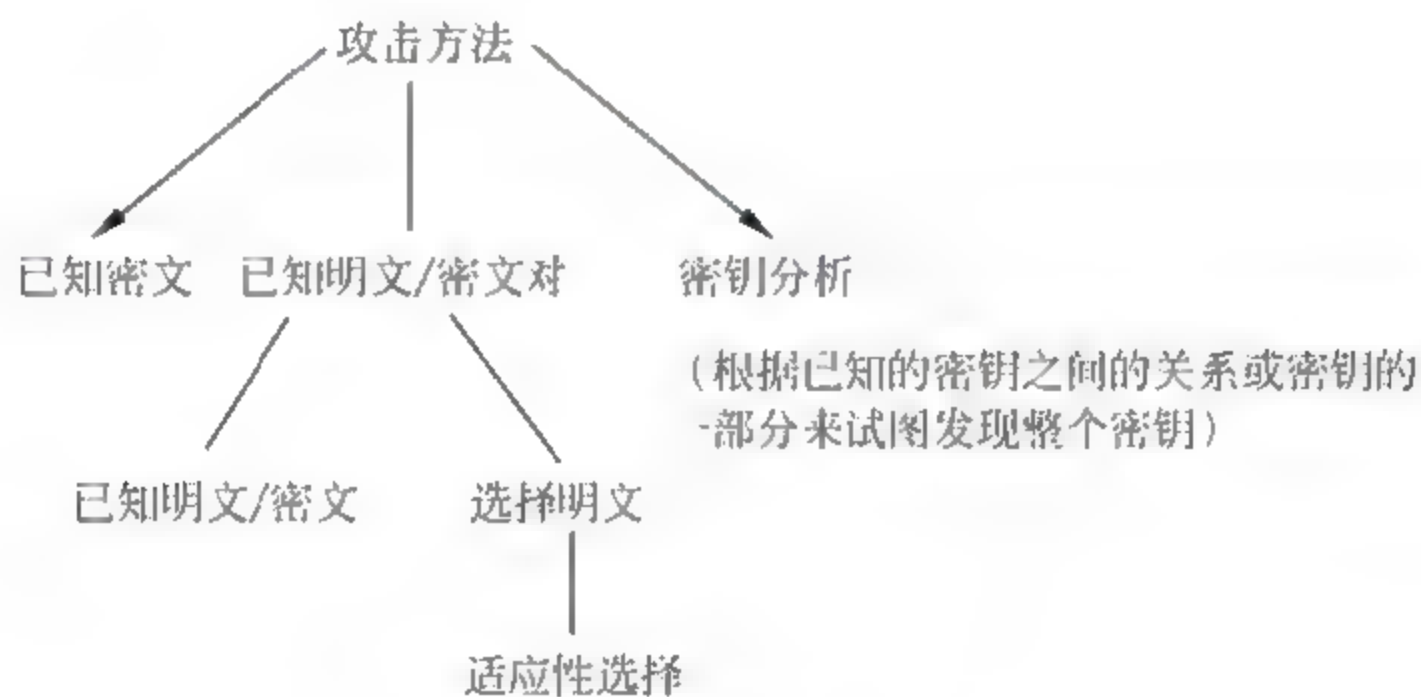 攻击方法
已知密文 已知明文/密文对 密钥分析
(根据已知的密钥之间的关系或密钥的
一部分来试图发现整个密钥)
已知明文/密文 选择明文
适应性选择